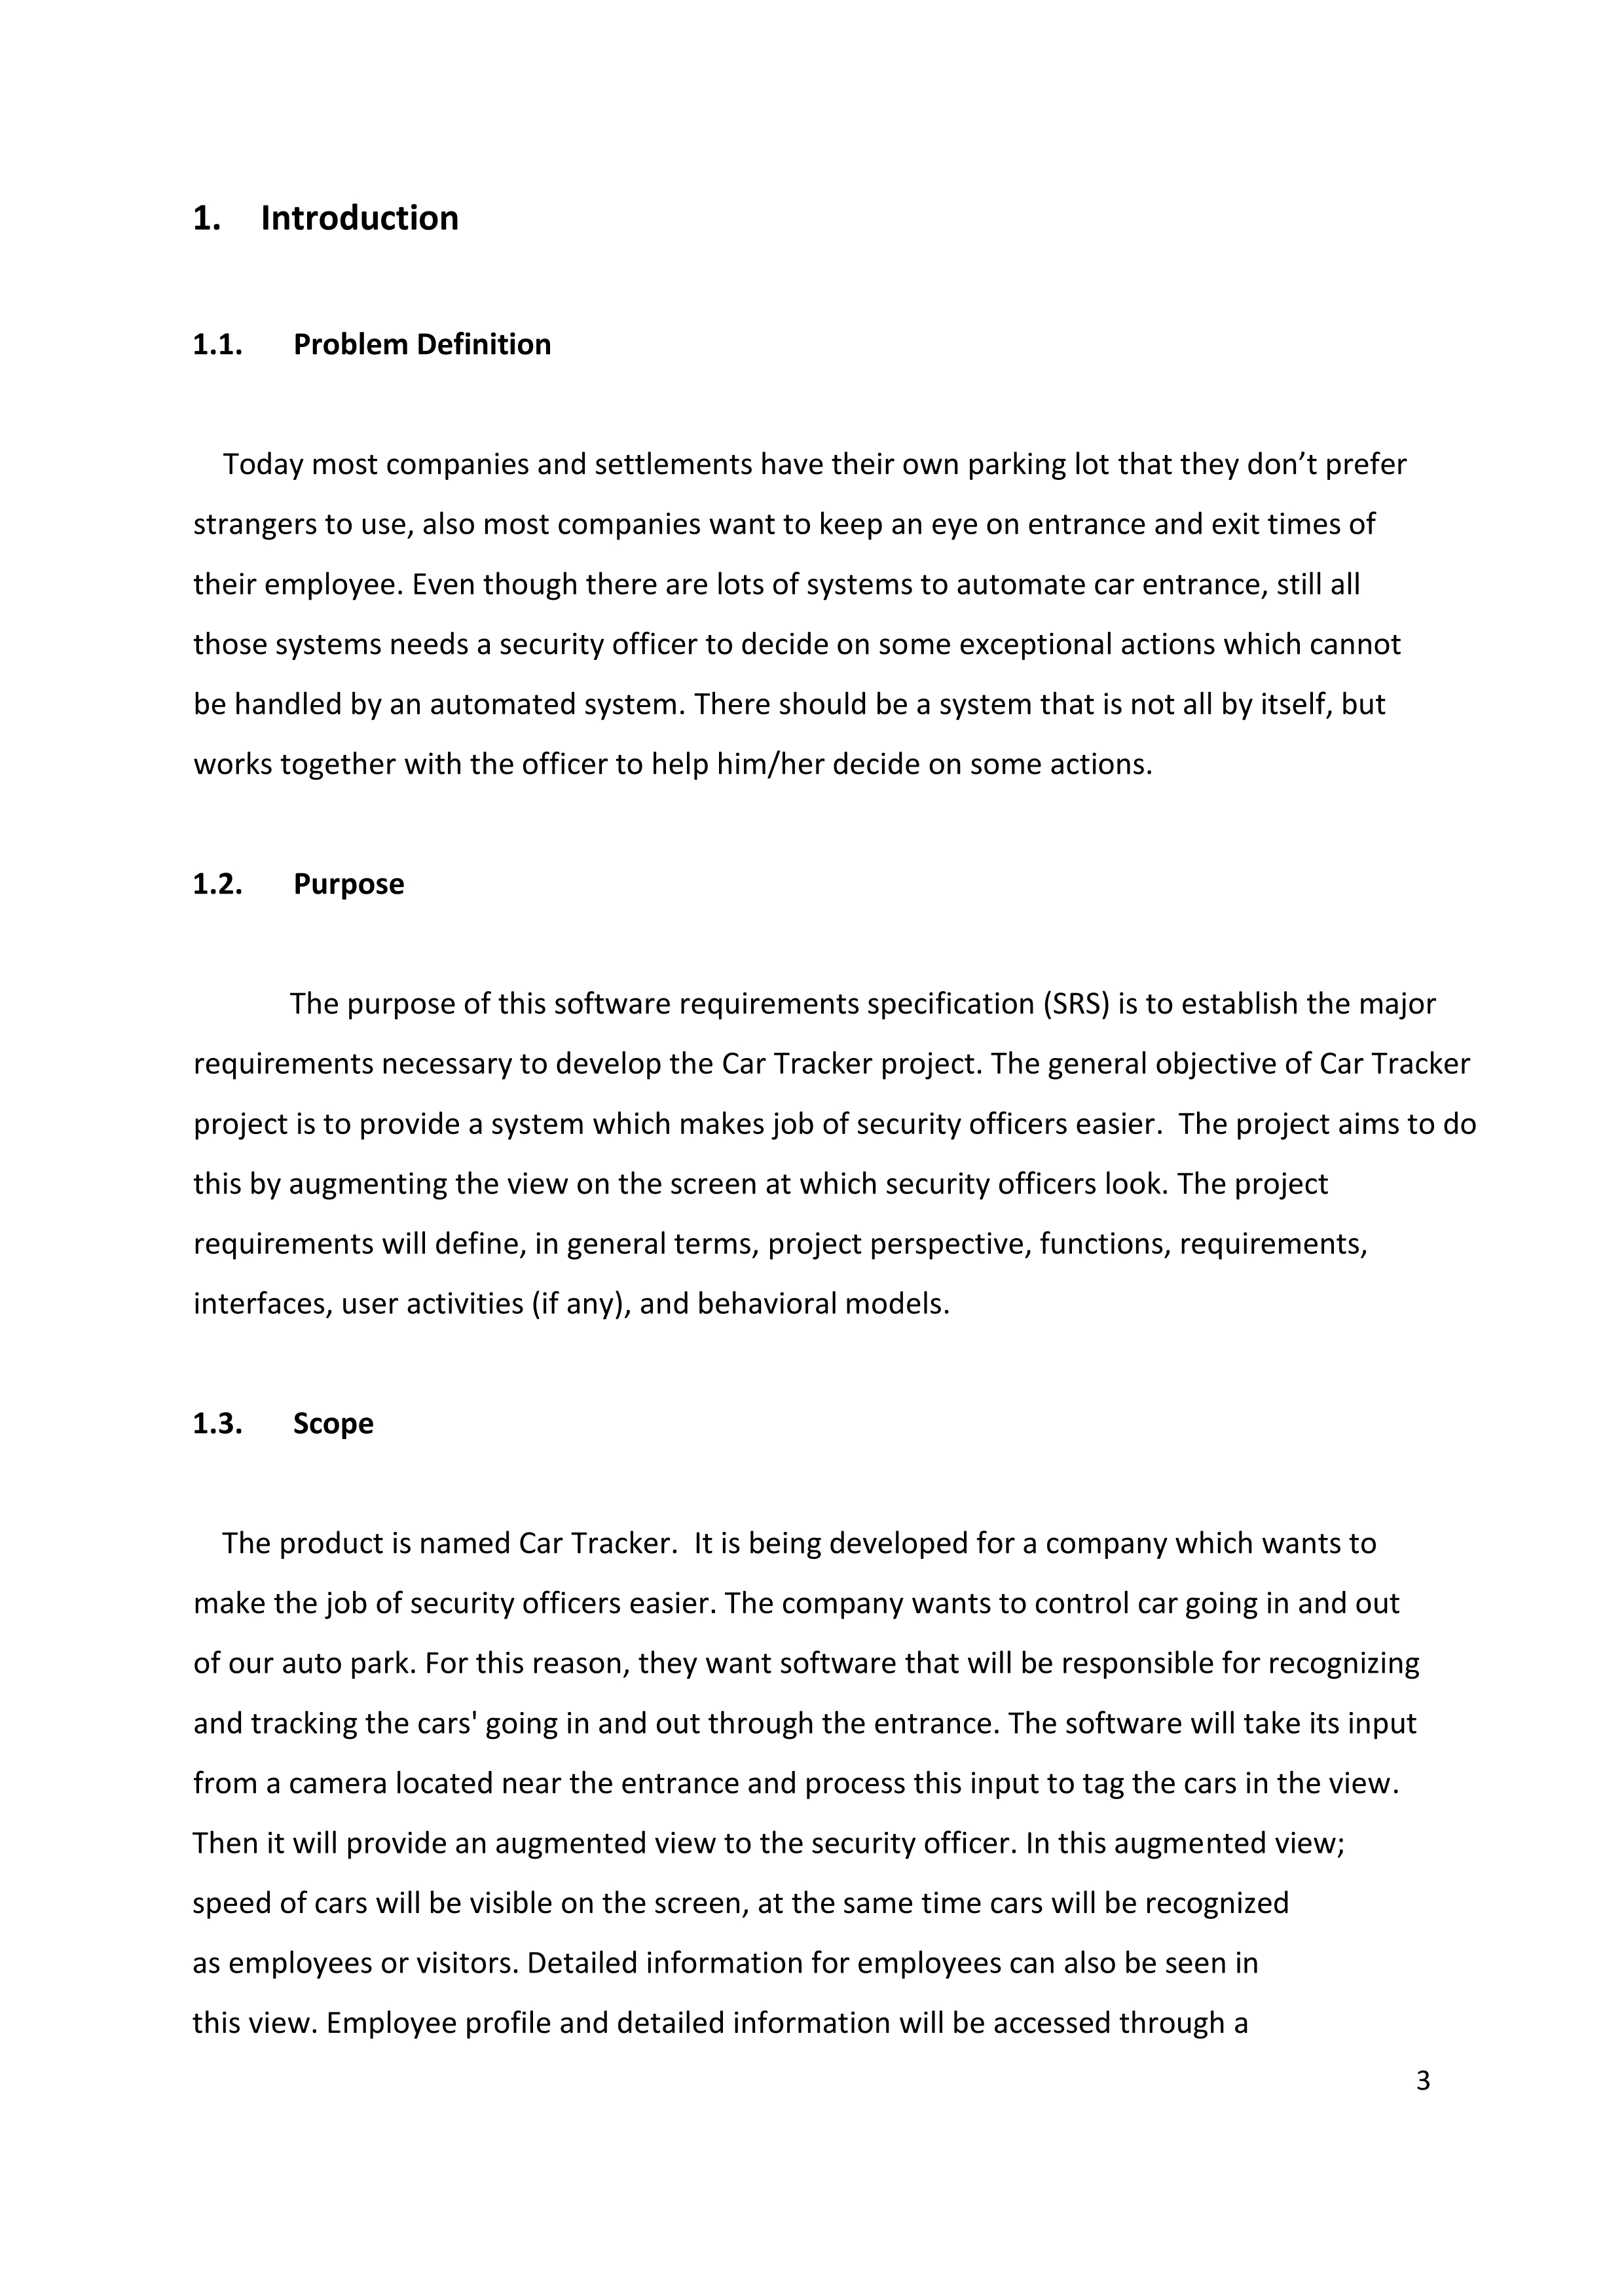 1. Introduction
1.1. Problem Definition
Today most companies and settlements have their own parking lot that they don’t prefer
strangers to use, also most companies want to keep an eye on entrance and exit times of
their employee. Even though there are lots of systems to automate car entrance, still all
those systems needs a security officer to decide on some exceptional actions which cannot
be handled by an automated system. There should be a system that is not all by itself, but
works together with the officer to help him/her decide on some actions.
1.2. Purpose
The purpose of this software requirements specification (SRS) is to establish the major
requirements necessary to develop the Car Tracker project. The general objective of Car Tracker
project is to provide a system which makes job of security officers easier.  The project aims to do
this by augmenting the view on the screen at which security officers look. The project
requirements will define, in general terms, project perspective, functions, requirements,
interfaces, user activities (if any), and behavioral models.
1.3. Scope
The product is named Car Tracker.  It is being developed for a company which wants to
make the job of security officers easier. The company wants to control car going in and out
of our auto park. For this reason, they want software that will be responsible for recognizing
and tracking the cars' going in and out through the entrance. The software will take its input
from a camera located near the entrance and process this input to tag the cars in the view.
Then it will provide an augmented view to the security officer. In this augmented view;
speed of cars will be visible on the screen, at the same time cars will be recognized
as employees or visitors. Detailed information for employees can also be seen in
this view. Employee profile and detailed information will be accessed through a
3